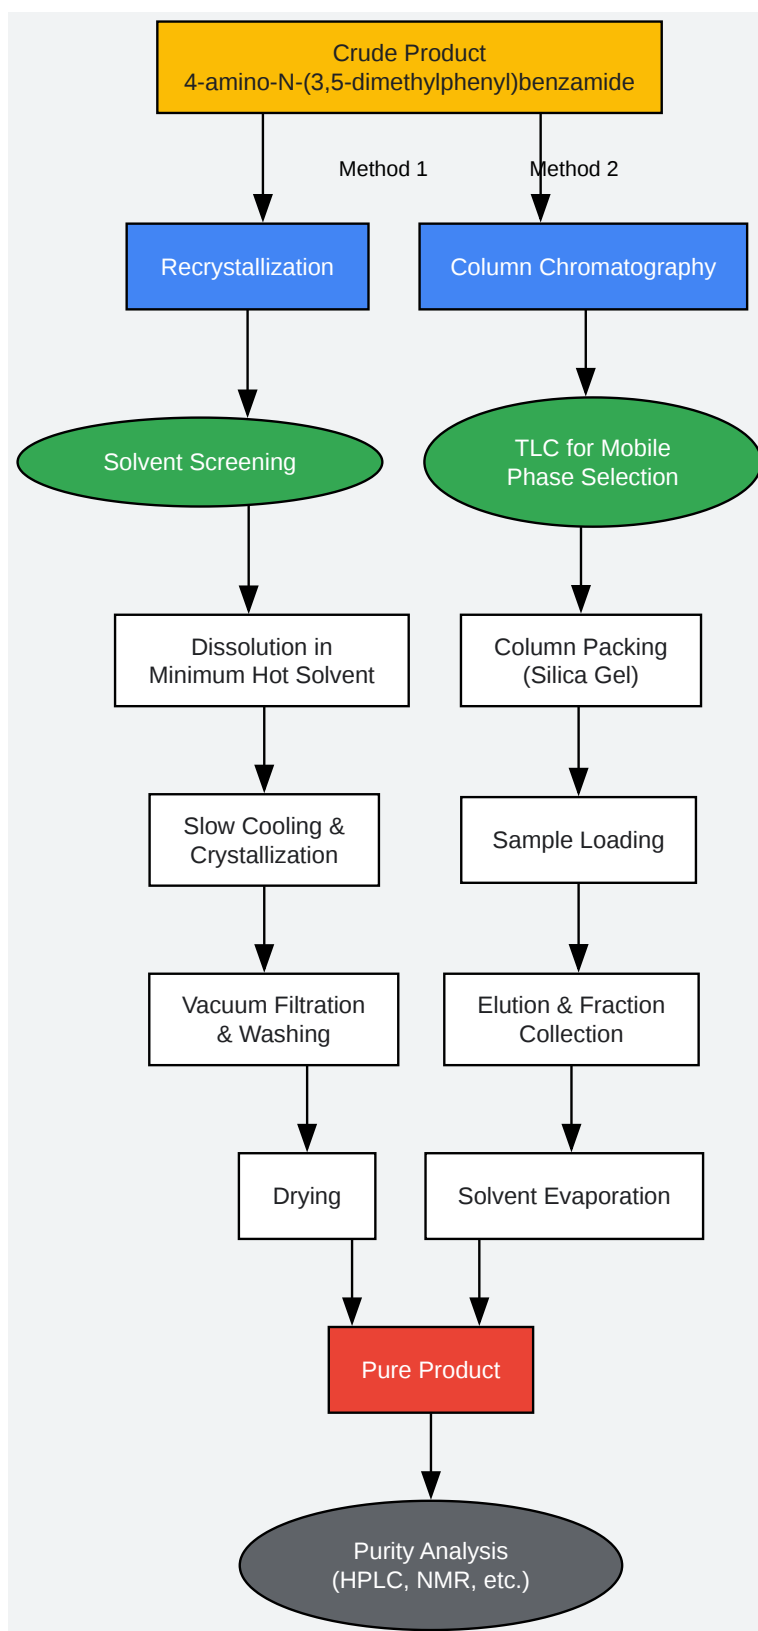 Crude Product
4-amino-N-(3,5-dimethylphenyl)benzamide
Method 1
Method 2
Recrystallization
Column Chromatography
Solvent Screening
TLC for Mobile
Phase Selection
Dissolution in
Minimum Hot Solvent
Column Packing
(Silica Gel)
Slow Cooling &
Crystallization
Sample Loading
Vacuum Filtration
& Washing
Elution & Fraction
Collection
Drying
Solvent Evaporation
Pure Product
Purity Analysis
(HPLC, NMR, etc.)